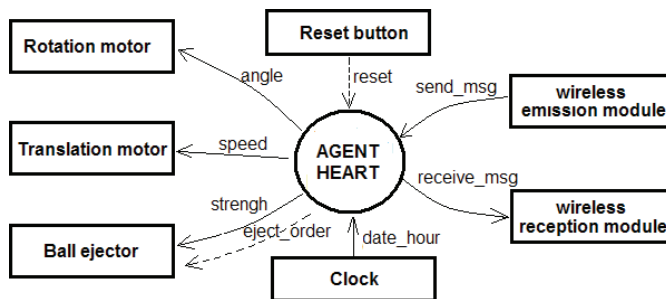 Rotation motor
Reset button
angle
reset
send_msg
wireless
emission module
Translation motor
speed
AGENT
HEART
receive_msg
strengh
wireless
reception module
Ball ejector
eject_order
date_hour
Clock